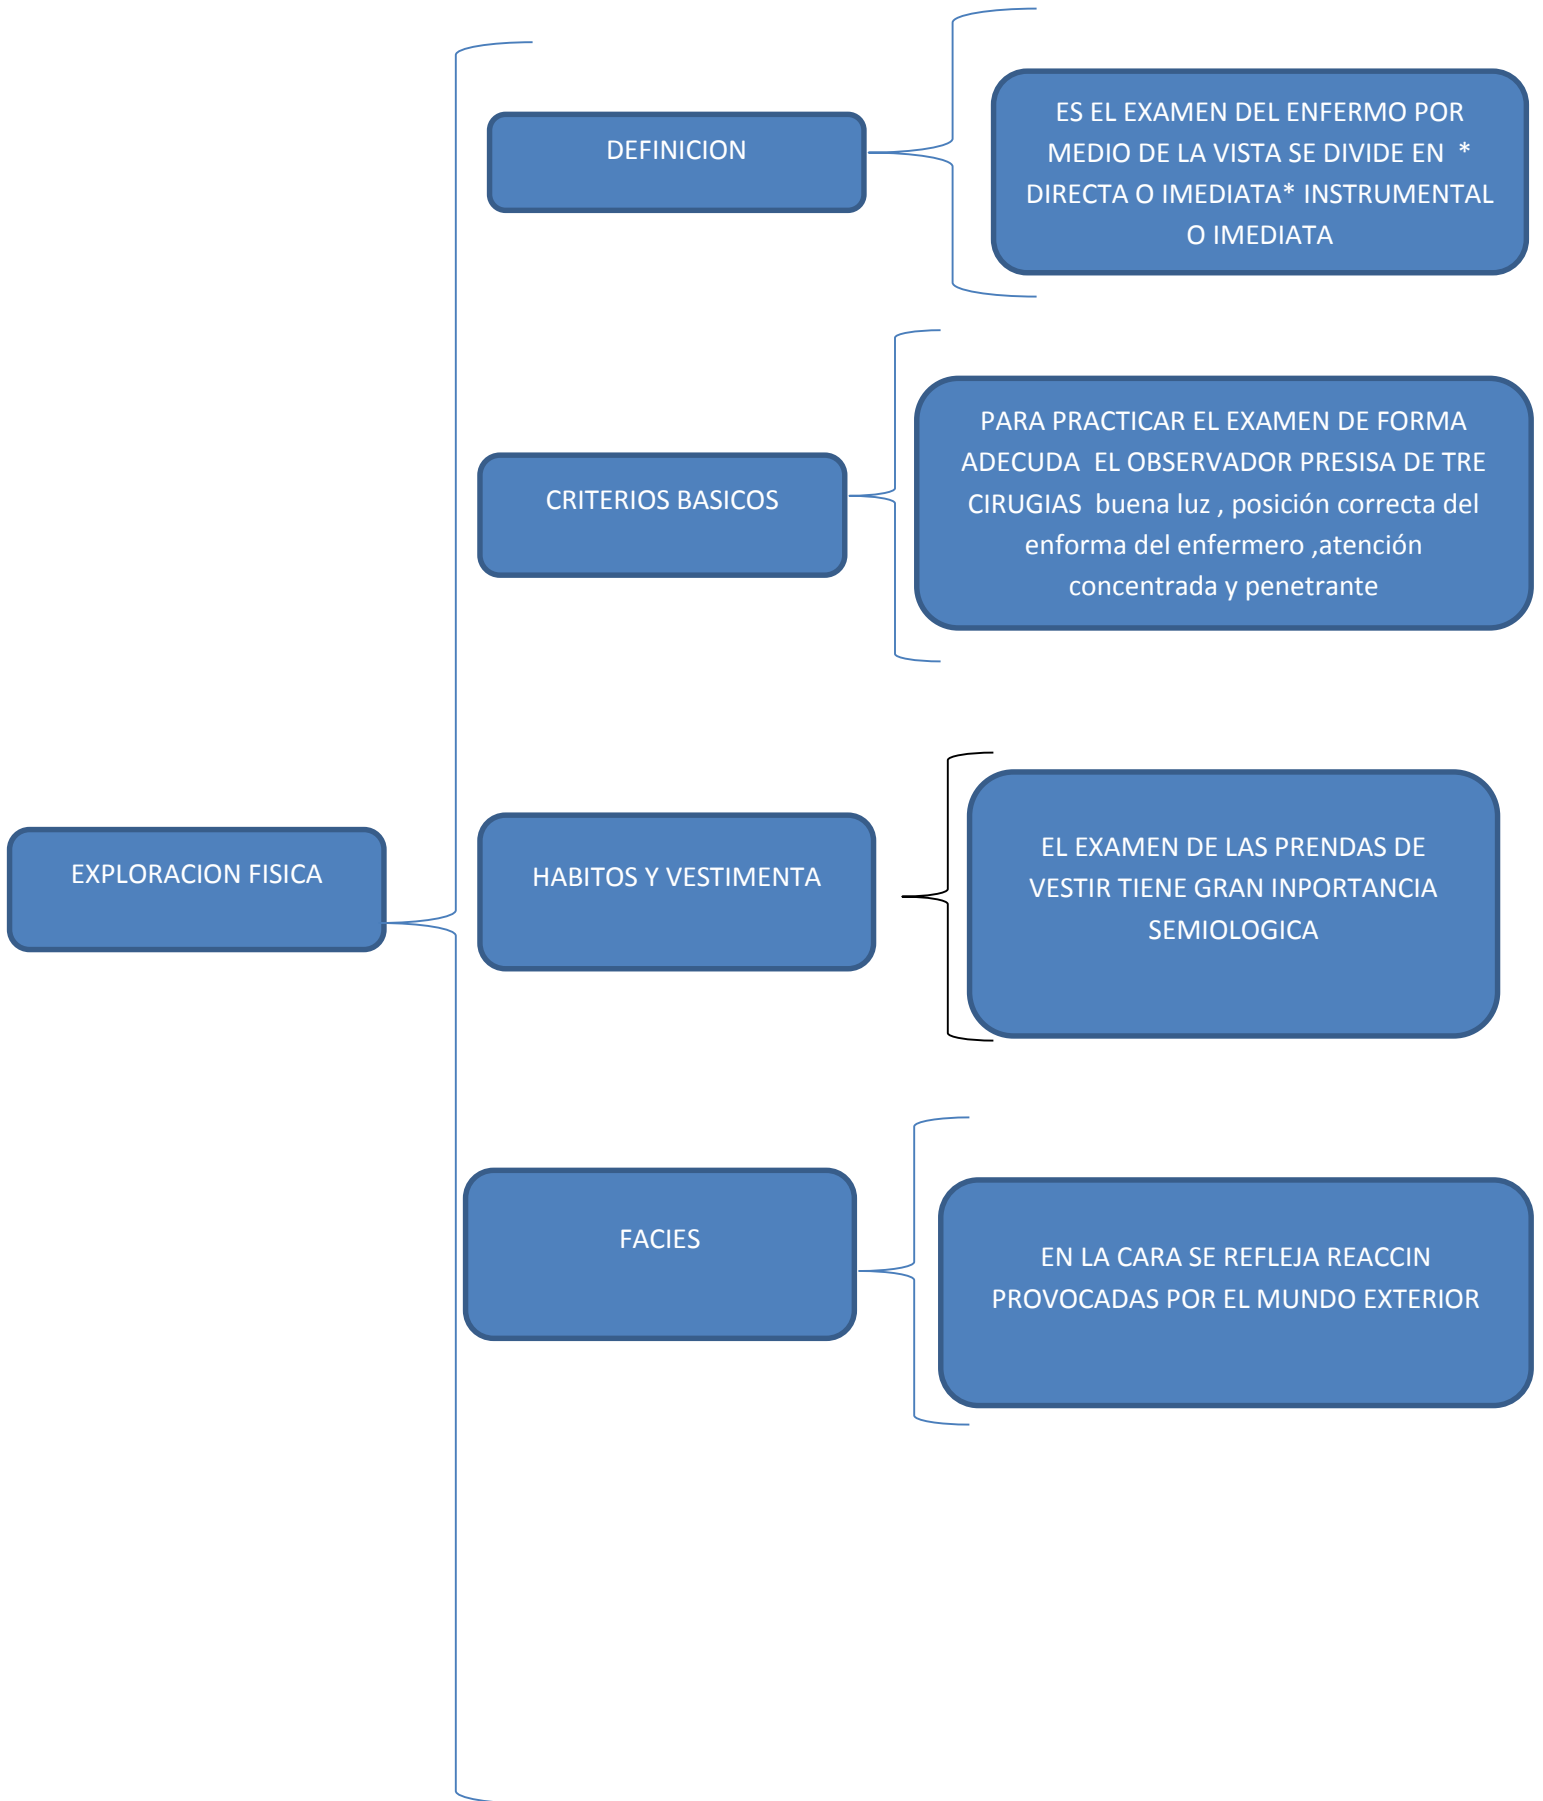 DEFINICION
ES EL EXAMEN DEL ENFERMO POR
MEDIO DE LA VISTA SE DIVIDE EN  *
DIRECTA O IMEDIATA* INSTRUMENTAL
O IMEDIATA
CRITERIOS BASICOS
PARA PRACTICAR EL EXAMEN DE FORMA
ADECUDA  EL OBSERVADOR PRESISA DE TRE
CIRUGIAS  buena luz , posición correcta del
enforma del enfermero ,atención
concentrada y penetrante
EXPLORACION FISICA
HABITOS Y VESTIMENTA
EL EXAMEN DE LAS PRENDAS DE
VESTIR TIENE GRAN INPORTANCIA
SEMIOLOGICA
FACIES
EN LA CARA SE REFLEJA REACCIN
PROVOCADAS POR EL MUNDO EXTERIOR